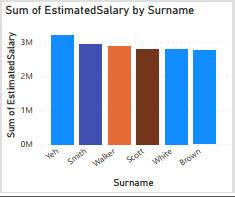 Sum of EstimatedSalary by Surname
Sum of EstimatedSalary
3M
2M
1M
0M
Yeh
Smith
Walker
Scott
White
Brown
Surname